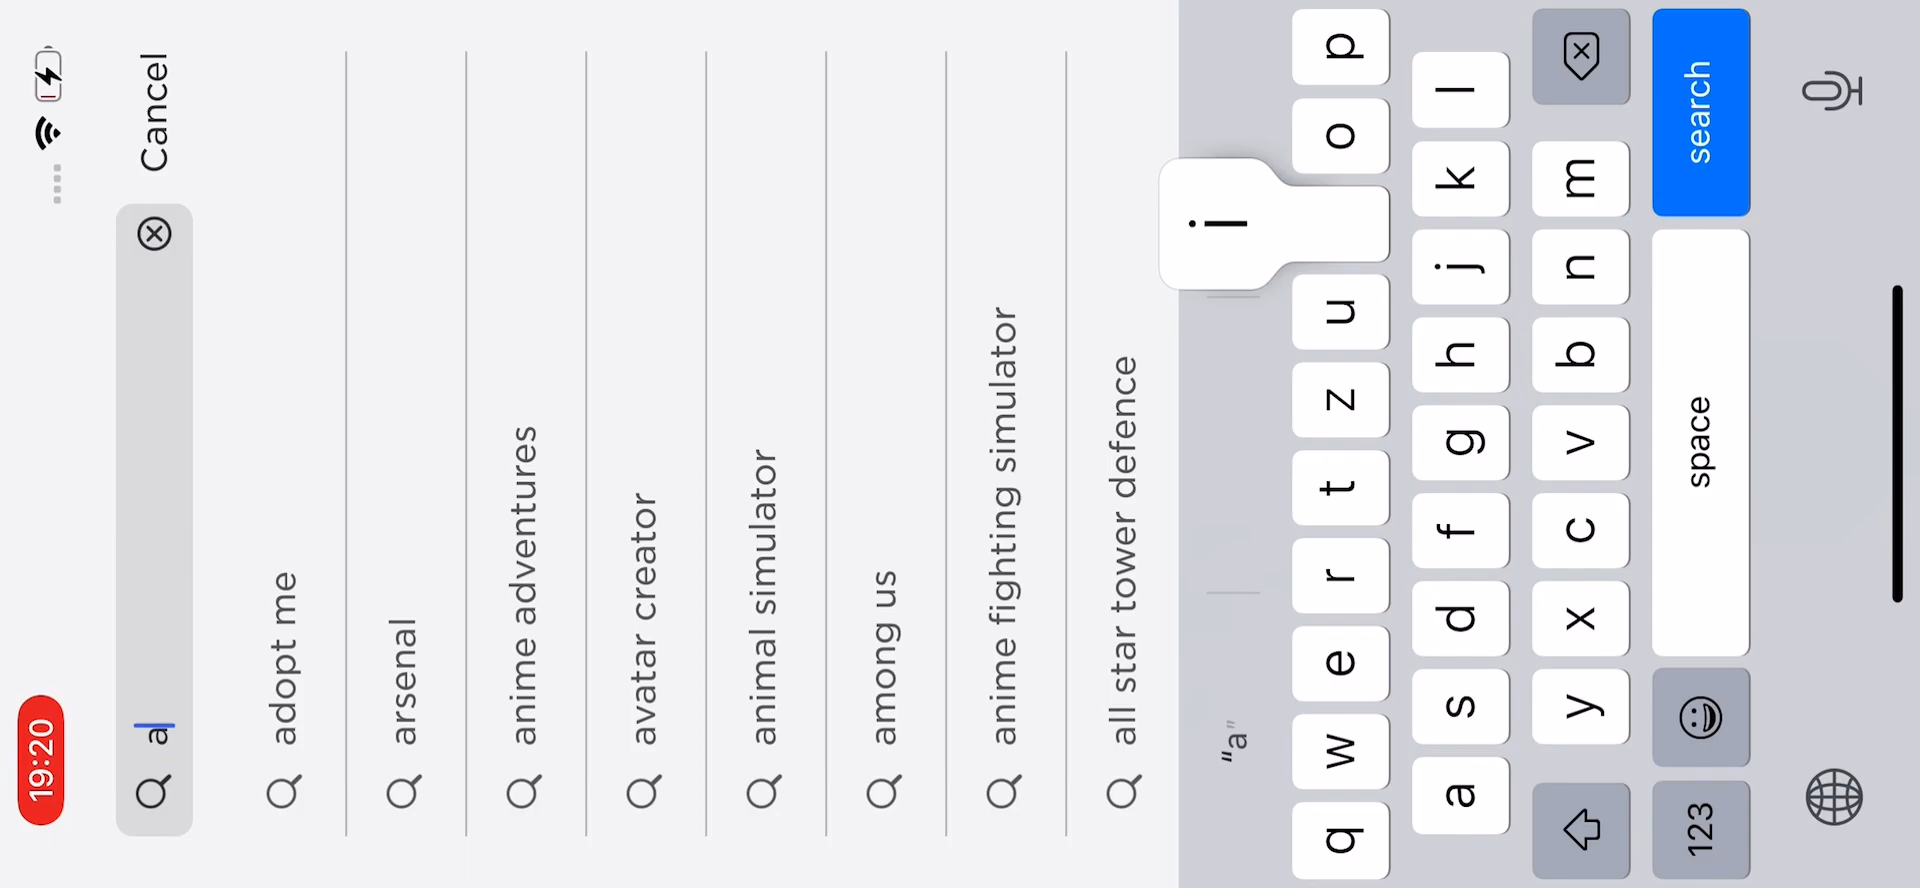 19:20
a
Cancel
adopt me
arsenal
anime adventures
avatar creator
animal simulator
among us
anime fighting simulator
all star tower defence
"a"
q w e r t z u i o p
a s d f g h j k l
y x c v b n m
123 space search